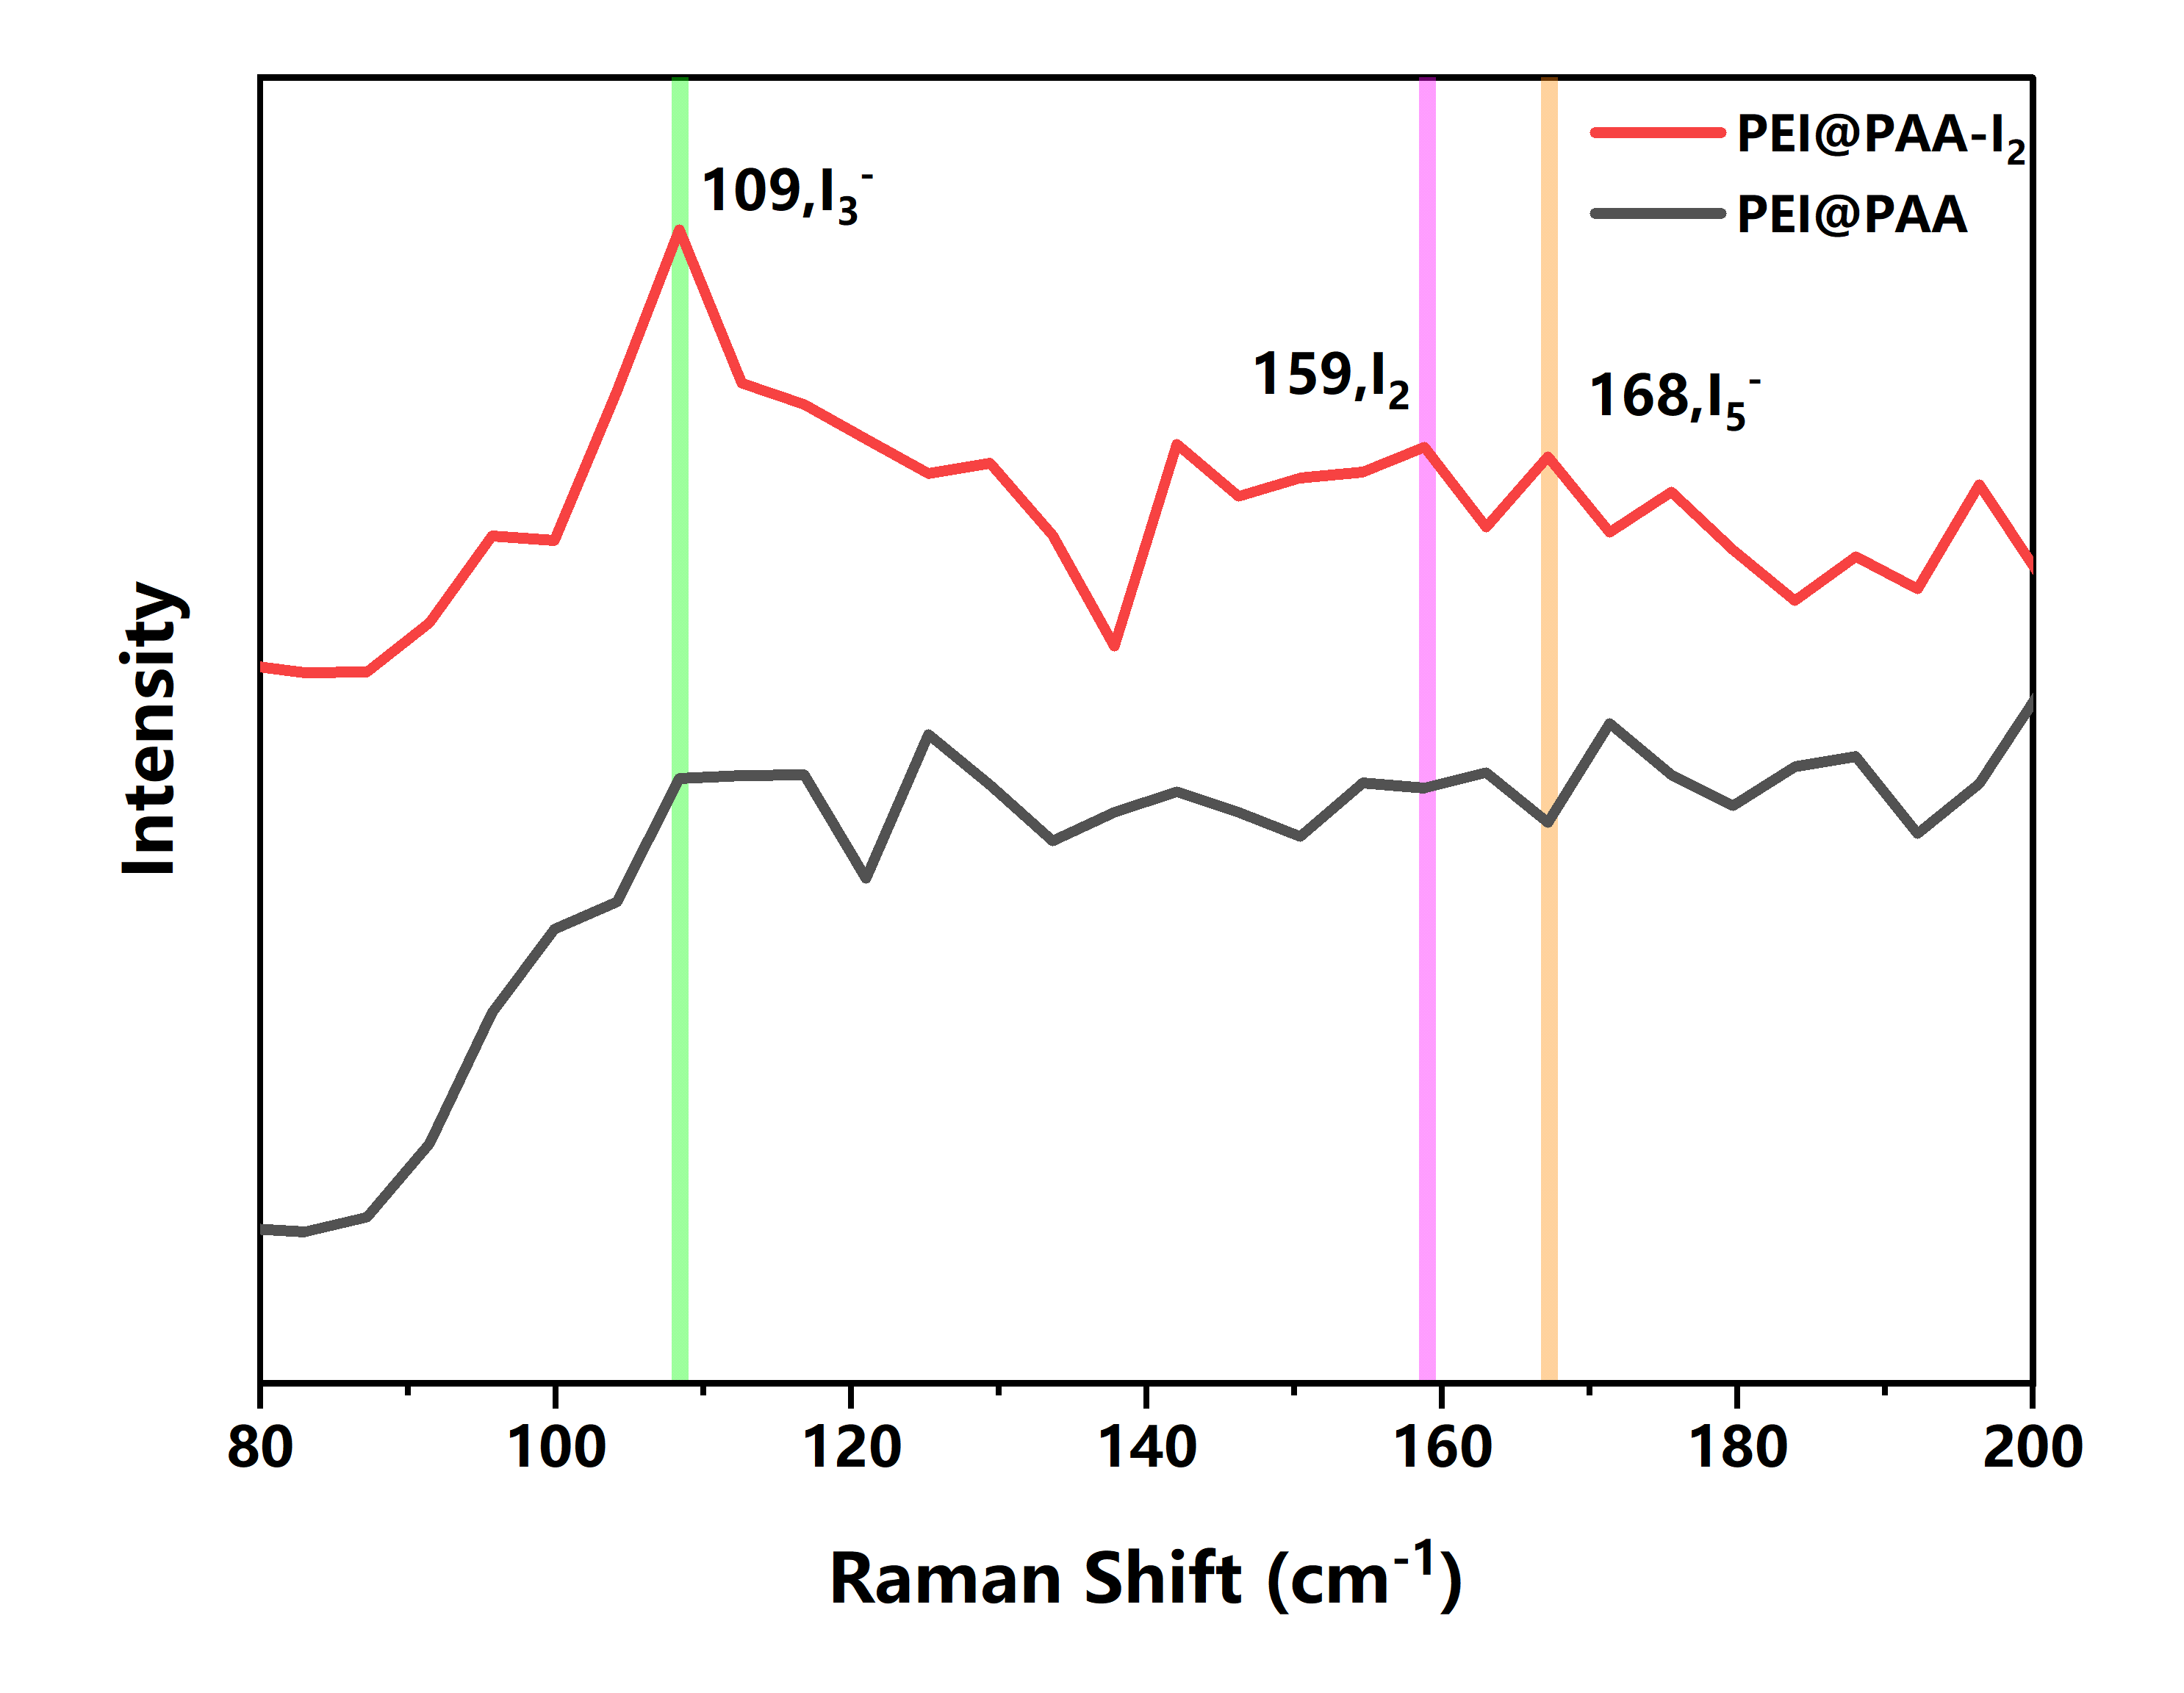 PEI@PAA-I₂
PEI@PAA
109,I₃⁻
159,I₂
168,I₅⁻
Intensity
80 100 120 140 160 180 200
Raman Shift (cm⁻¹)